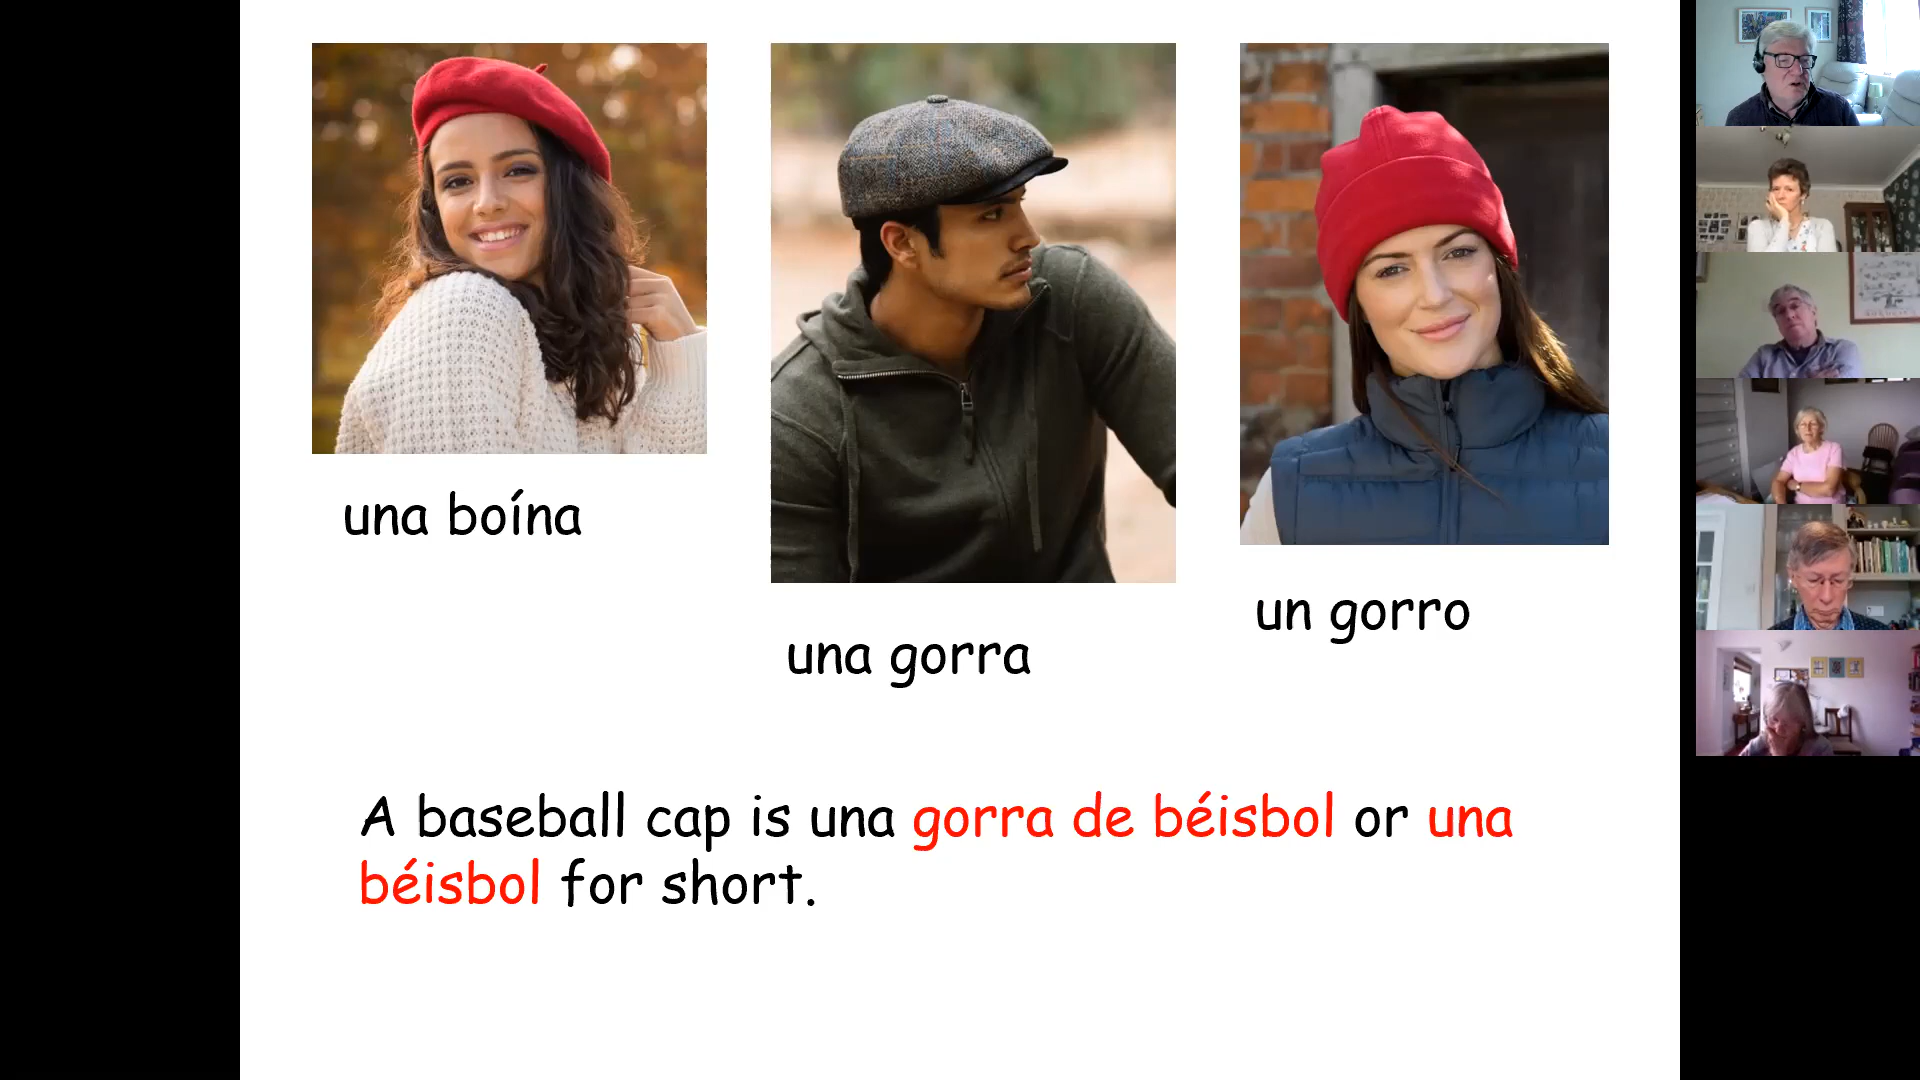 una boína
una gorra
un gorro
A baseball cap is una gorra de béisbol or una
béisbol for short.